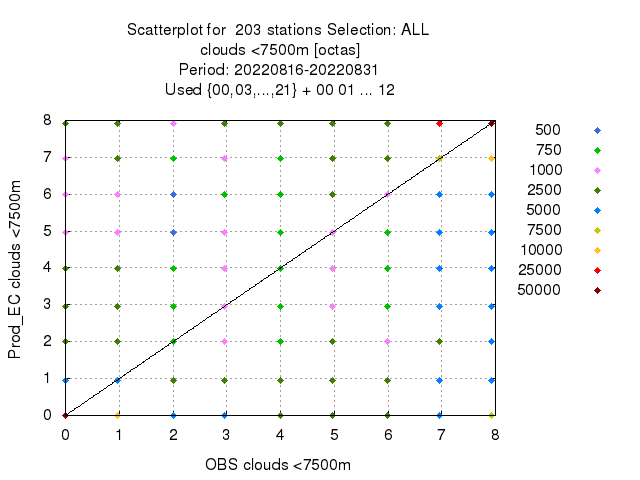 Scatterplot for 203 stations Selection: ALL
clouds <7500m [octas]
Period: 20220816-20220831
Used {00,03,...,21} + 00 01 ... 12
8
7
6
5
4
3
2
1
0
Prod_EC clouds <7500m
0 1 2 3 4 5 6 7 8
OBS clouds <7500m
500
750
1000
2500
5000
7500
10000
25000
50000